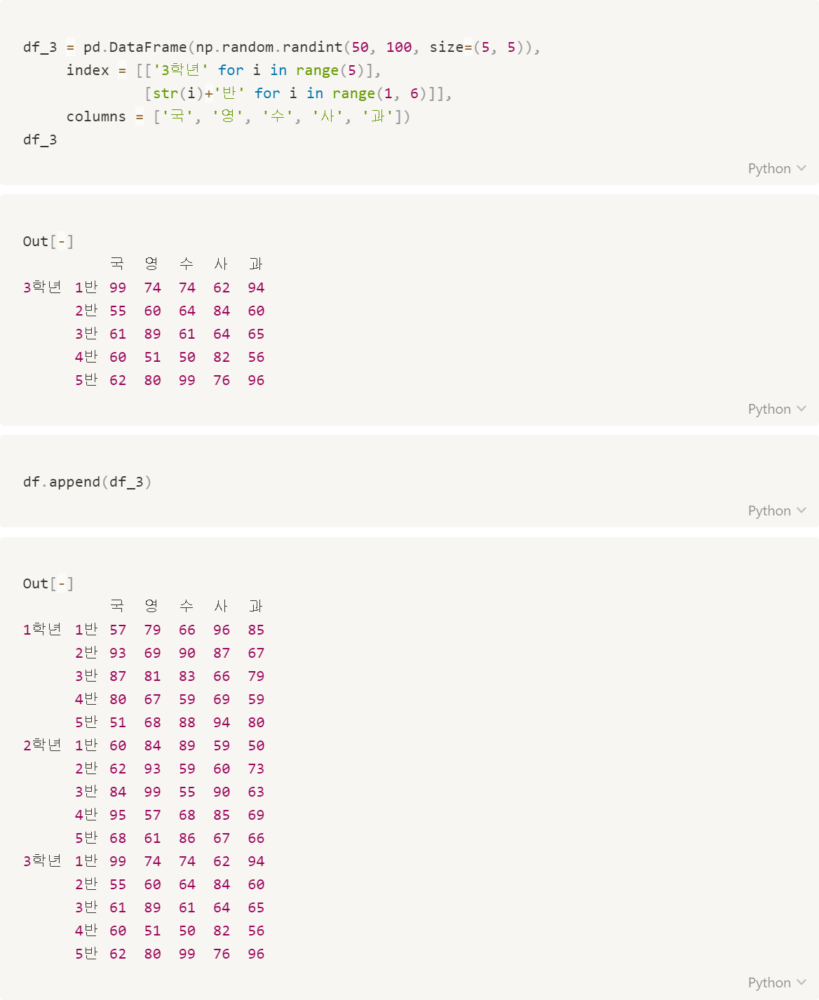 df_3 = pd.DataFrame(np.random.randint(50, 100, size=(5, 5)),
index = [['3학년' for i in range(5)],
[str(i)+'반' for i in range(1, 6)]],
columns = ['국', '영', '수', '사', '과'])
df_3
Python
Out[-]
국 영 수 사 과
3학년 1반 99 74 74 62 94
2반 55 60 64 84 60
3반 61 89 61 64 65
4반 60 51 50 82 56
5반 62 80 99 76 96
Python
df.append(df_3)
Python
Out[-]
국 영 수 사 과
1학년 1반 57 79 66 96 85
2반 93 69 90 87 67
3반 87 81 83 66 79
4반 80 67 59 69 59
5반 51 68 88 94 80
2학년 1반 60 84 89 59 50
2반 62 93 59 60 73
3반 84 99 55 90 63
4반 95 57 68 85 69
5반 68 61 86 67 66
3학년 1반 99 74 74 62 94
2반 55 60 64 84 60
3반 61 89 61 64 65
4반 60 51 50 82 56
5반 62 80 99 76 96
Python